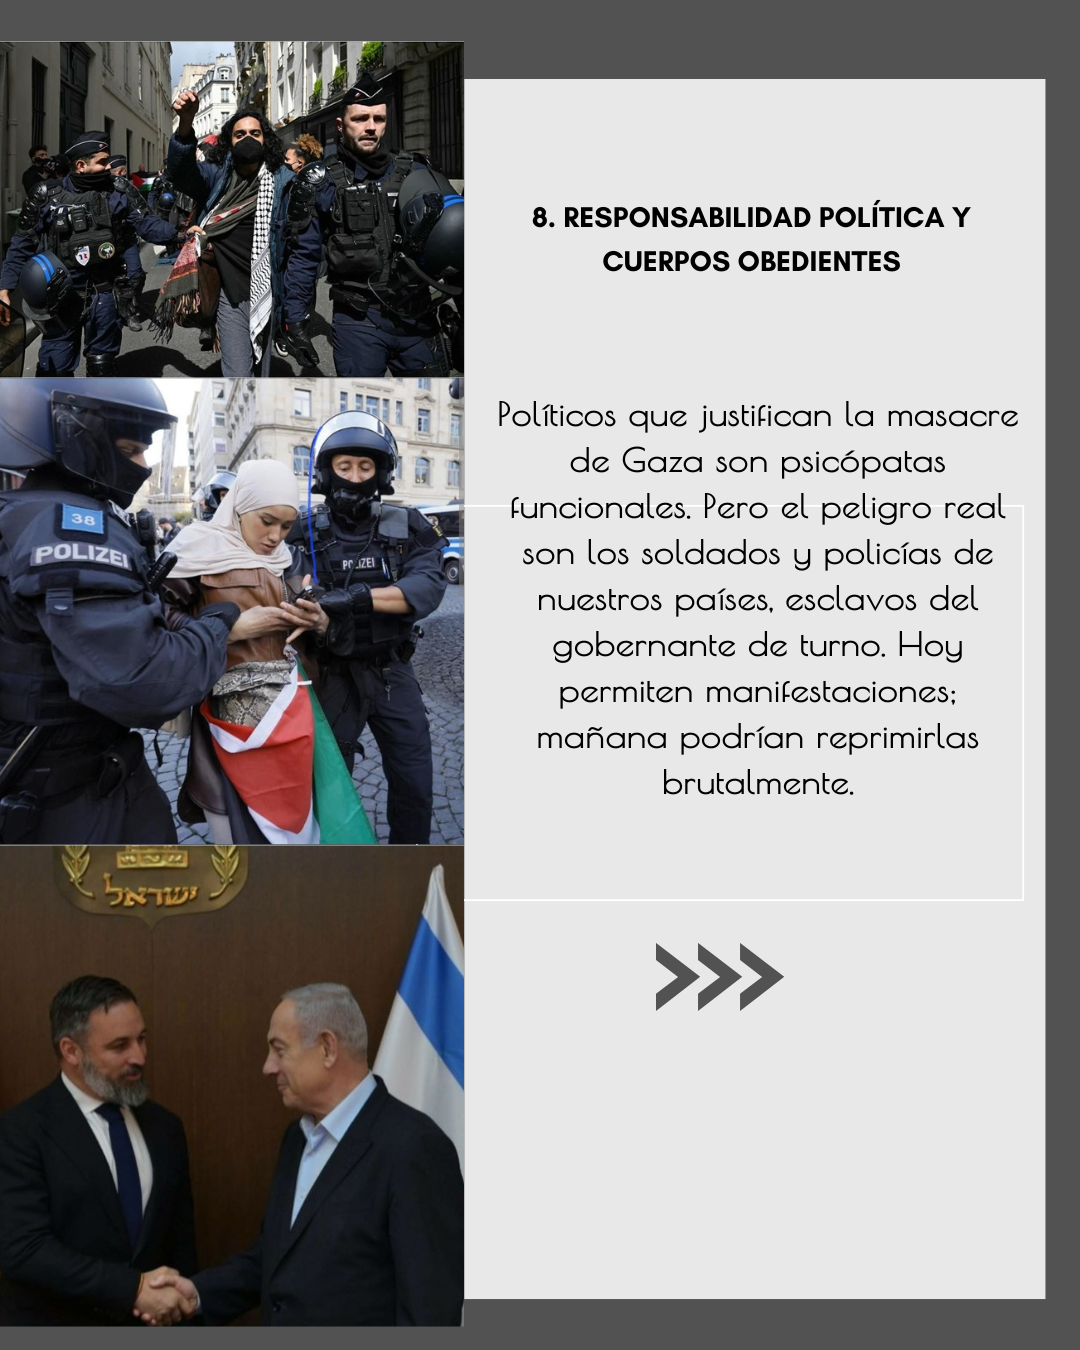 8. RESPONSABILIDAD POLÍTICA Y
CUERPOS OBEDIENTES
Políticos que justifican la masacre
de Gaza son psicópatas
funcionales. Pero el peligro real
son los soldados y policías de
nuestros países, esclavos del
gobernante de turno. Hoy
permiten manifestaciones;
mañana podrían reprimirlas
brutalmente.
38
POLIZEI
POLIZEI
ישראל